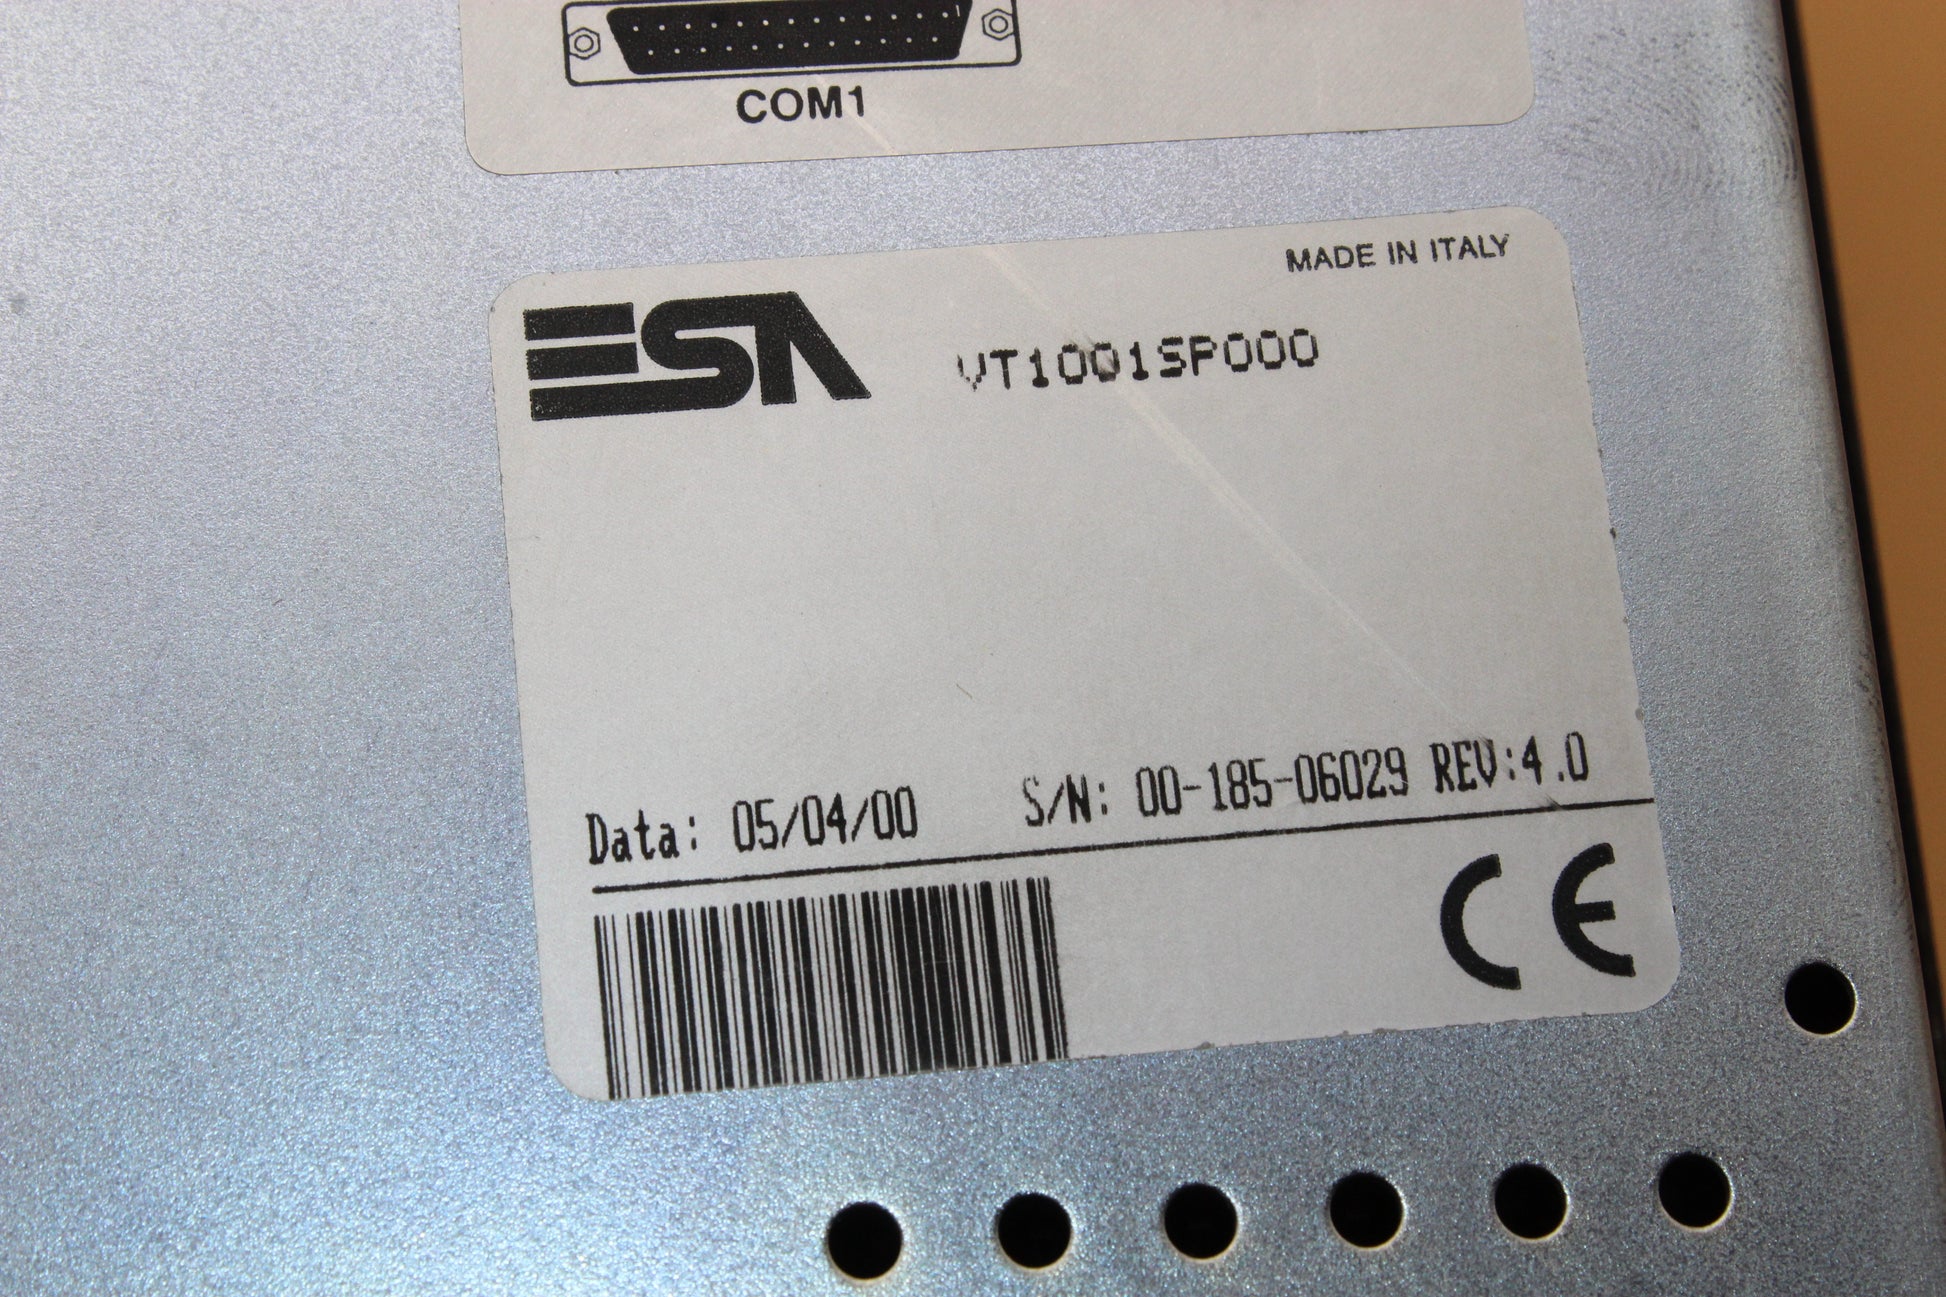 COM1
MADE IN ITALY
ESA VT1001SP000
Data: 05/04/00 S/N: 00-185-06029 REV:4.0
CE